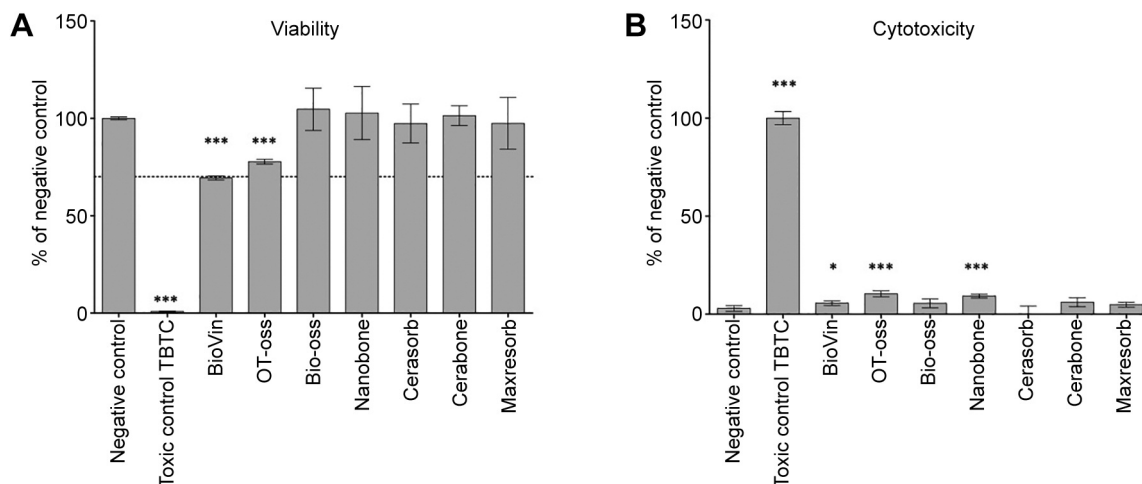 A
Viability
% of negative control
150
100
50
0
***
***
***
Negative control
Toxic control TBTC
BioVin
OT-oss
Bio-oss
Nanobone
Cerasorb
Cerabone
Maxresorb
B
Cytotoxicity
% of negative control
150
100
50
0
***
*
***
***
Negative control
Toxic control TBTC
BioVin
OT-oss
Bio-oss
Nanobone
Cerasorb
Cerabone
Maxresorb